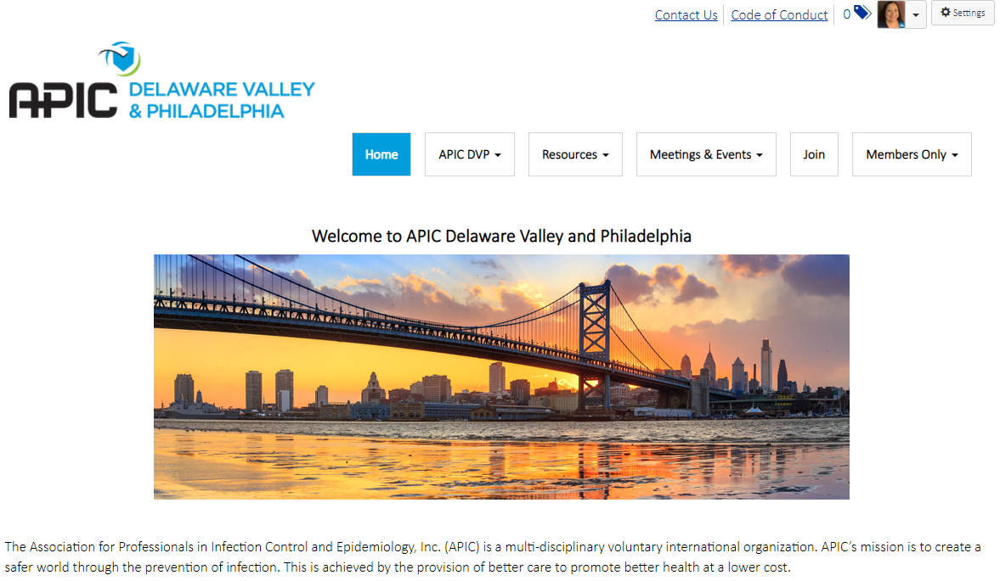 Contact Us Code of Conduct 0 Settings
APIC DELAWARE VALLEY
& PHILADELPHIA
Home APIC DVP Resources Meetings & Events Join Members Only
Welcome to APIC Delaware Valley and Philadelphia
The Association for Professionals in Infection Control and Epidemiology, Inc. (APIC) is a multi-disciplinary voluntary international organization. APIC’s mission is to create a
safer world through the prevention of infection. This is achieved by the provision of better care to promote better health at a lower cost.